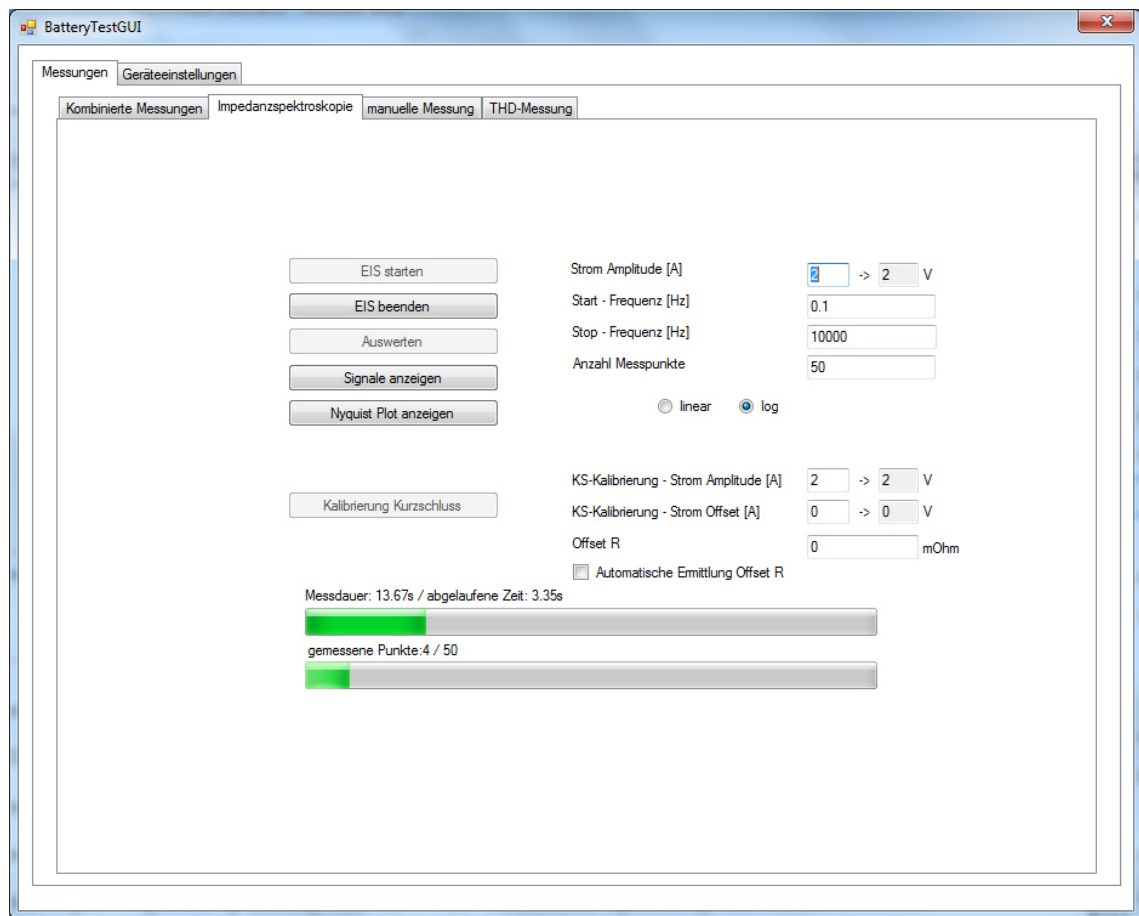 BatteryTestGUI
Messungen Geräteeinstellungen
Kombinierte Messungen Impedanzspektroskopie manuelle Messung THD-Messung
EIS starten
Strom Amplitude [A] 2 -> 2 V
EIS beenden
Start - Frequenz [Hz] 0.1
Auswerten
Stop - Frequenz [Hz] 10000
Signale anzeigen
Anzahl Messpunkte 50
Nyquist Plot anzeigen
linear log
KS-Kalibrierung - Strom Amplitude [A] 2 -> 2 V
Kalibrierung Kurzschluss
KS-Kalibrierung - Strom Offset [A] 0 -> 0 V
Offset R 0 mOhm
Automatische Ermittlung Offset R
Messdauer: 13.67s / abgelaufene Zeit: 3.35s
gemessene Punkte:4 / 50